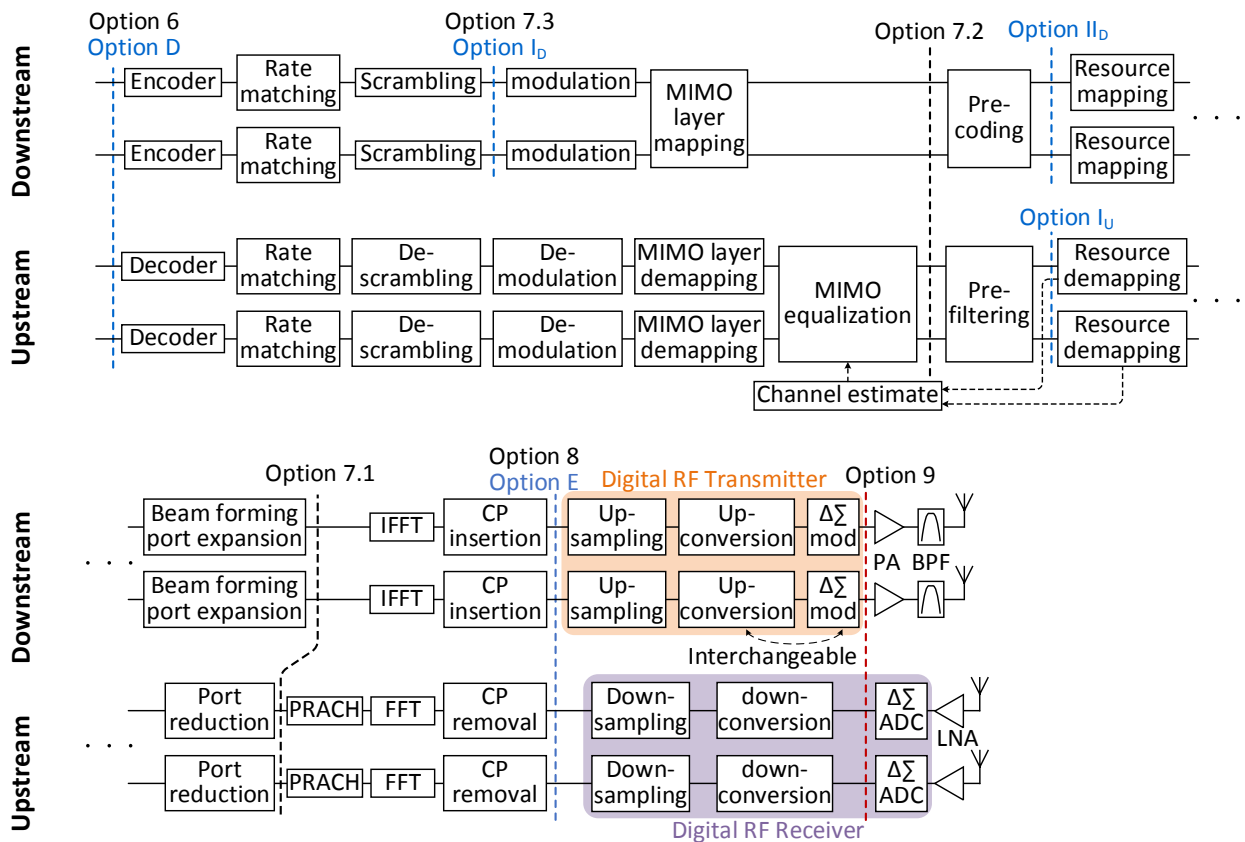 Option 6
Option D
Option 7.3
Option I_D
Option 7.2
Option II_D
Downstream
Encoder
Rate
matching
Scrambling
modulation
MIMO
layer
mapping
Pre-
coding
Resource
mapping
. . .
Encoder
Rate
matching
Scrambling
modulation
Resource
mapping
Option I_U
Upstream
Decoder
Rate
matching
De-
scrambling
De-
modulation
MIMO layer
demapping
MIMO
equalization
Pre-
filtering
Resource
demapping
. . .
Decoder
Rate
matching
De-
scrambling
De-
modulation
MIMO layer
demapping
Resource
demapping
Channel estimate
Option 7.1
Option 8
Option E
Digital RF Transmitter
Option 9
Downstream
Beam forming
port expansion
IFFT
CP
insertion
Up-
sampling
Up-
conversion
ΔΣ
mod
PA
BPF
. . .
Beam forming
port expansion
IFFT
CP
insertion
Up-
sampling
Up-
conversion
ΔΣ
mod
Interchangeable
Upstream
Port
reduction
PRACH
FFT
CP
removal
Down-
sampling
down-
conversion
ΔΣ
ADC
LNA
. . .
Port
reduction
PRACH
FFT
CP
removal
Down-
sampling
down-
conversion
ΔΣ
ADC
Digital RF Receiver